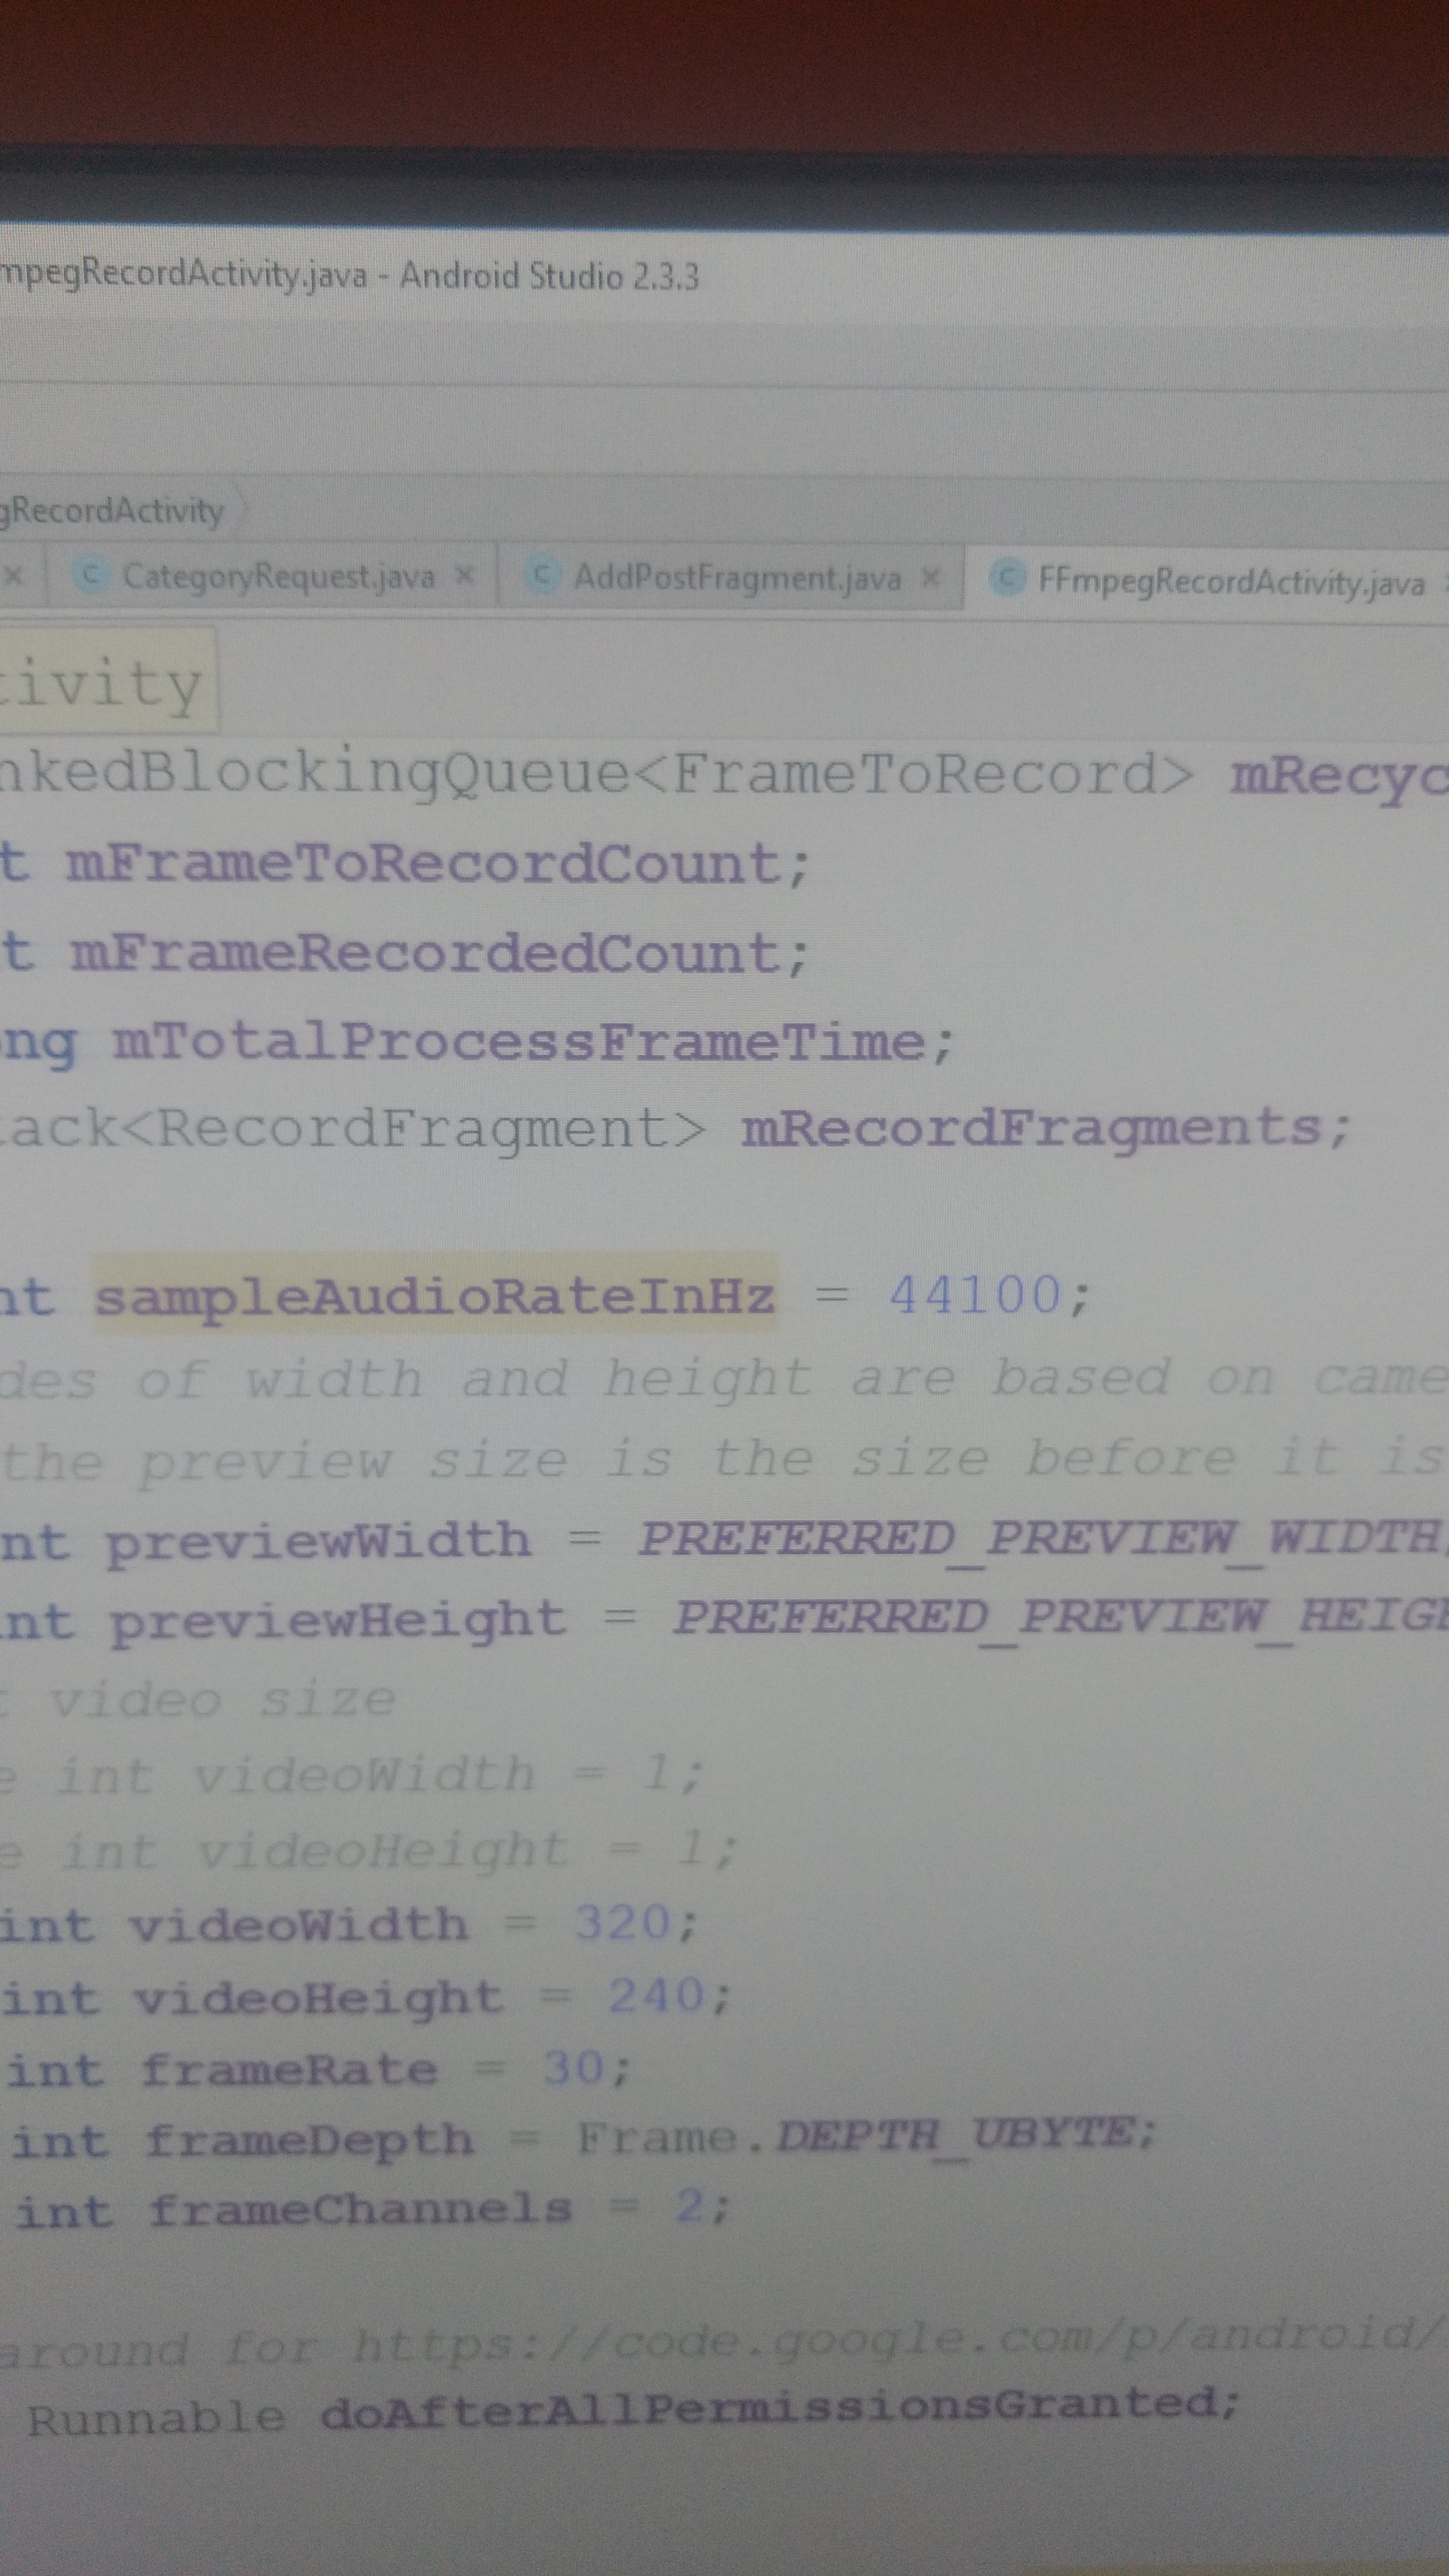 mpegRecordActivity.java - Android Studio 2.3.3
gRecordActivity
CategoryRequest.java AddPostFragment.java FFmpegRecordActivity.java
tivity
nkedBlockingQueue<FrameToRecord> mRecyc
t mFrameToRecordCount;
t mFrameRecordedCount;
ng mTotalProcessFrameTime;
tack<RecordFragment> mRecordFragments;
nt sampleAudioRateInHz = 44100;
des of width and height are based on came
the preview size is the size before it is
nt previewWidth = PREFERRED_PREVIEW_WIDTH;
int previewHeight = PREFERRED_PREVIEW_HEIGH
t video size
e int videoWidth = 1;
e int videoHeight = 1;
int videoWidth = 320;
int videoHeight = 240;
int frameRate = 30;
int frameDepth = Frame.DEPTH_UBYTE;
int frameChannels = 2;
around for https://code.google.com/p/android/
Runnable doAfterAllPermissionsGranted;